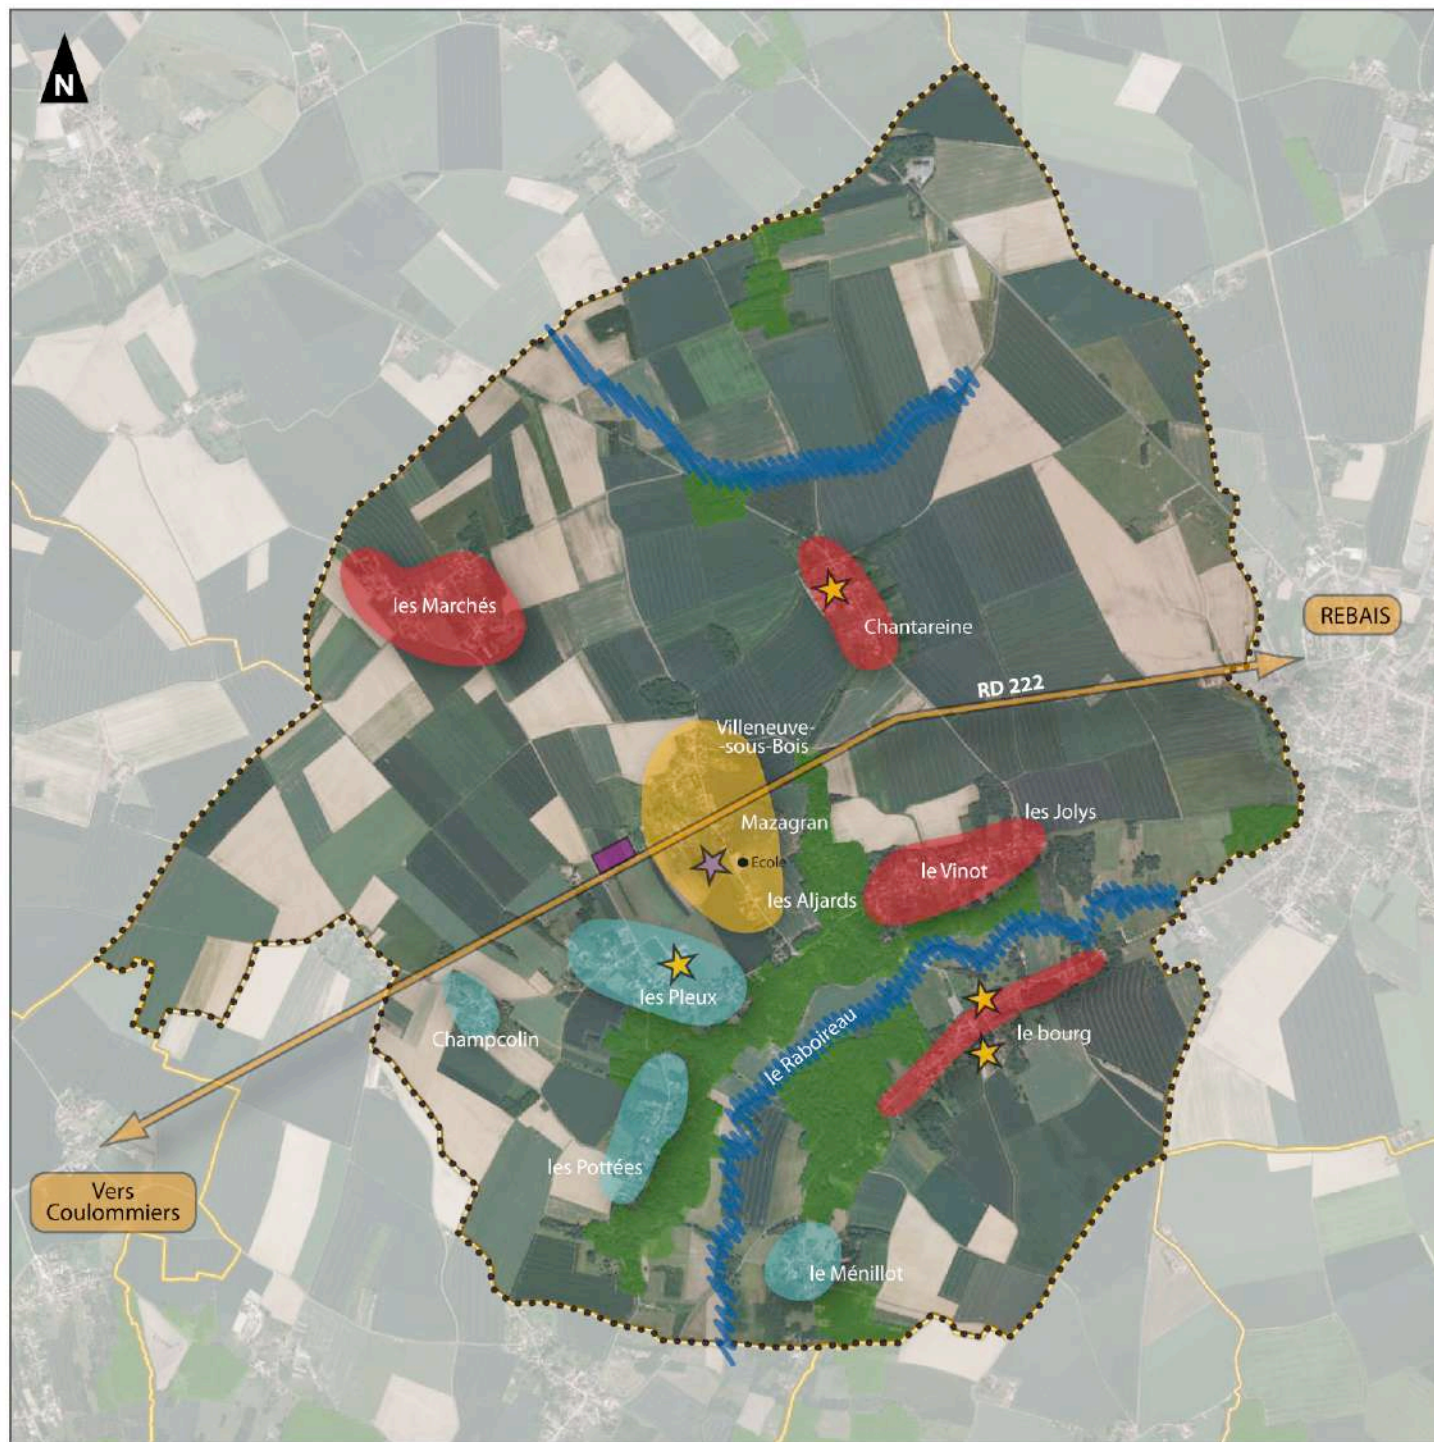 N
les Marchés
Chantareine
REBAIS
RD 222
Villeneuve-
-sous-Bois
Mazagran
Ecole
les Jolys
le Vinot
les Aljards
les Pleux
Champcolin
le Raboireau
le bourg
les Pottées
Vers
Coulommiers
le Ménillot